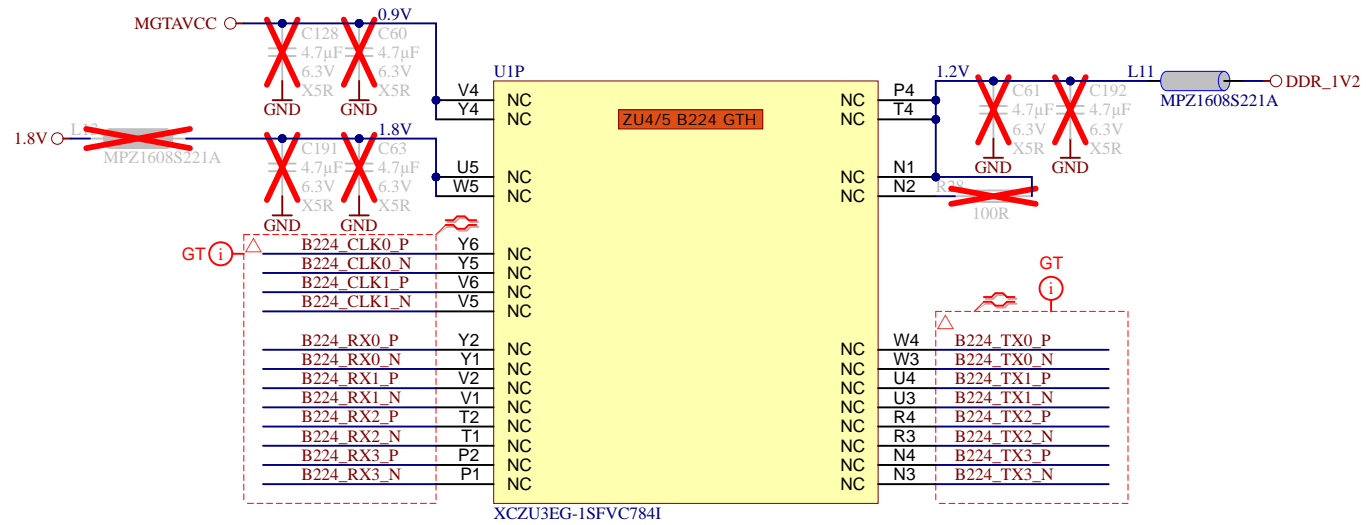 MGTAVCC
0.9V
C128
4.7µF
6.3V
X5R
GND
C60
4.7µF
6.3V
X5R
GND
1.8V
MPZ1608S221A
1.8V
C191
4.7µF
6.3V
X5R
GND
C63
4.7µF
6.3V
X5R
GND
U1P
ZU4/5 B224 GTH
V4 NC
Y4 NC
U5 NC
W5 NC
GT i
B224_CLK0_P Y6 NC
B224_CLK0_N Y5 NC
B224_CLK1_P V6 NC
B224_CLK1_N V5 NC
B224_RX0_P Y2 NC
B224_RX0_N Y1 NC
B224_RX1_P V2 NC
B224_RX1_N V1 NC
B224_RX2_P T2 NC
B224_RX2_N T1 NC
B224_RX3_P P2 NC
B224_RX3_N P1 NC
XCZU3EG-1SFVC784I
NC P4
NC T4
NC N1
NC N2
1.2V
C61
4.7µF
6.3V
X5R
GND
C192
4.7µF
6.3V
X5R
GND
L11
MPZ1608S221A
DDR_1V2
R28
100R
GT
i
NC W4 B224_TX0_P
NC W3 B224_TX0_N
NC U4 B224_TX1_P
NC U3 B224_TX1_N
NC R4 B224_TX2_P
NC R3 B224_TX2_N
NC N4 B224_TX3_P
NC N3 B224_TX3_N